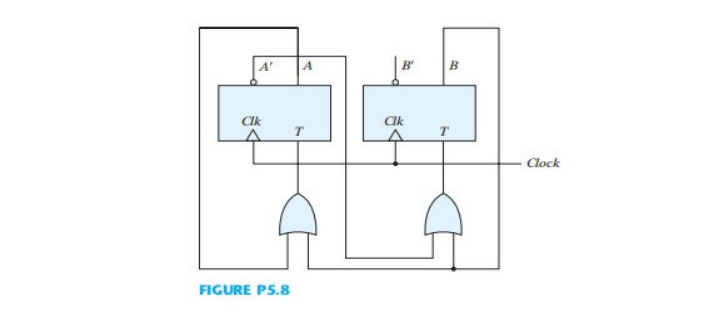 A' A B' B
Clk T Clk T
Clock
FIGURE P5.8